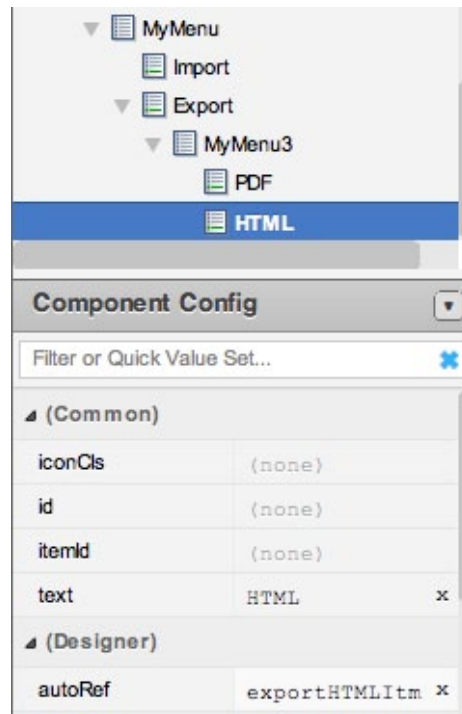 MyMenu
Import
Export
MyMenu3
PDF
HTML
Component Config
Filter or Quick Value Set...
(Common)
iconCls (none)
id (none)
itemId (none)
text HTML x
(Designer)
autoRef exportHTMLItm x